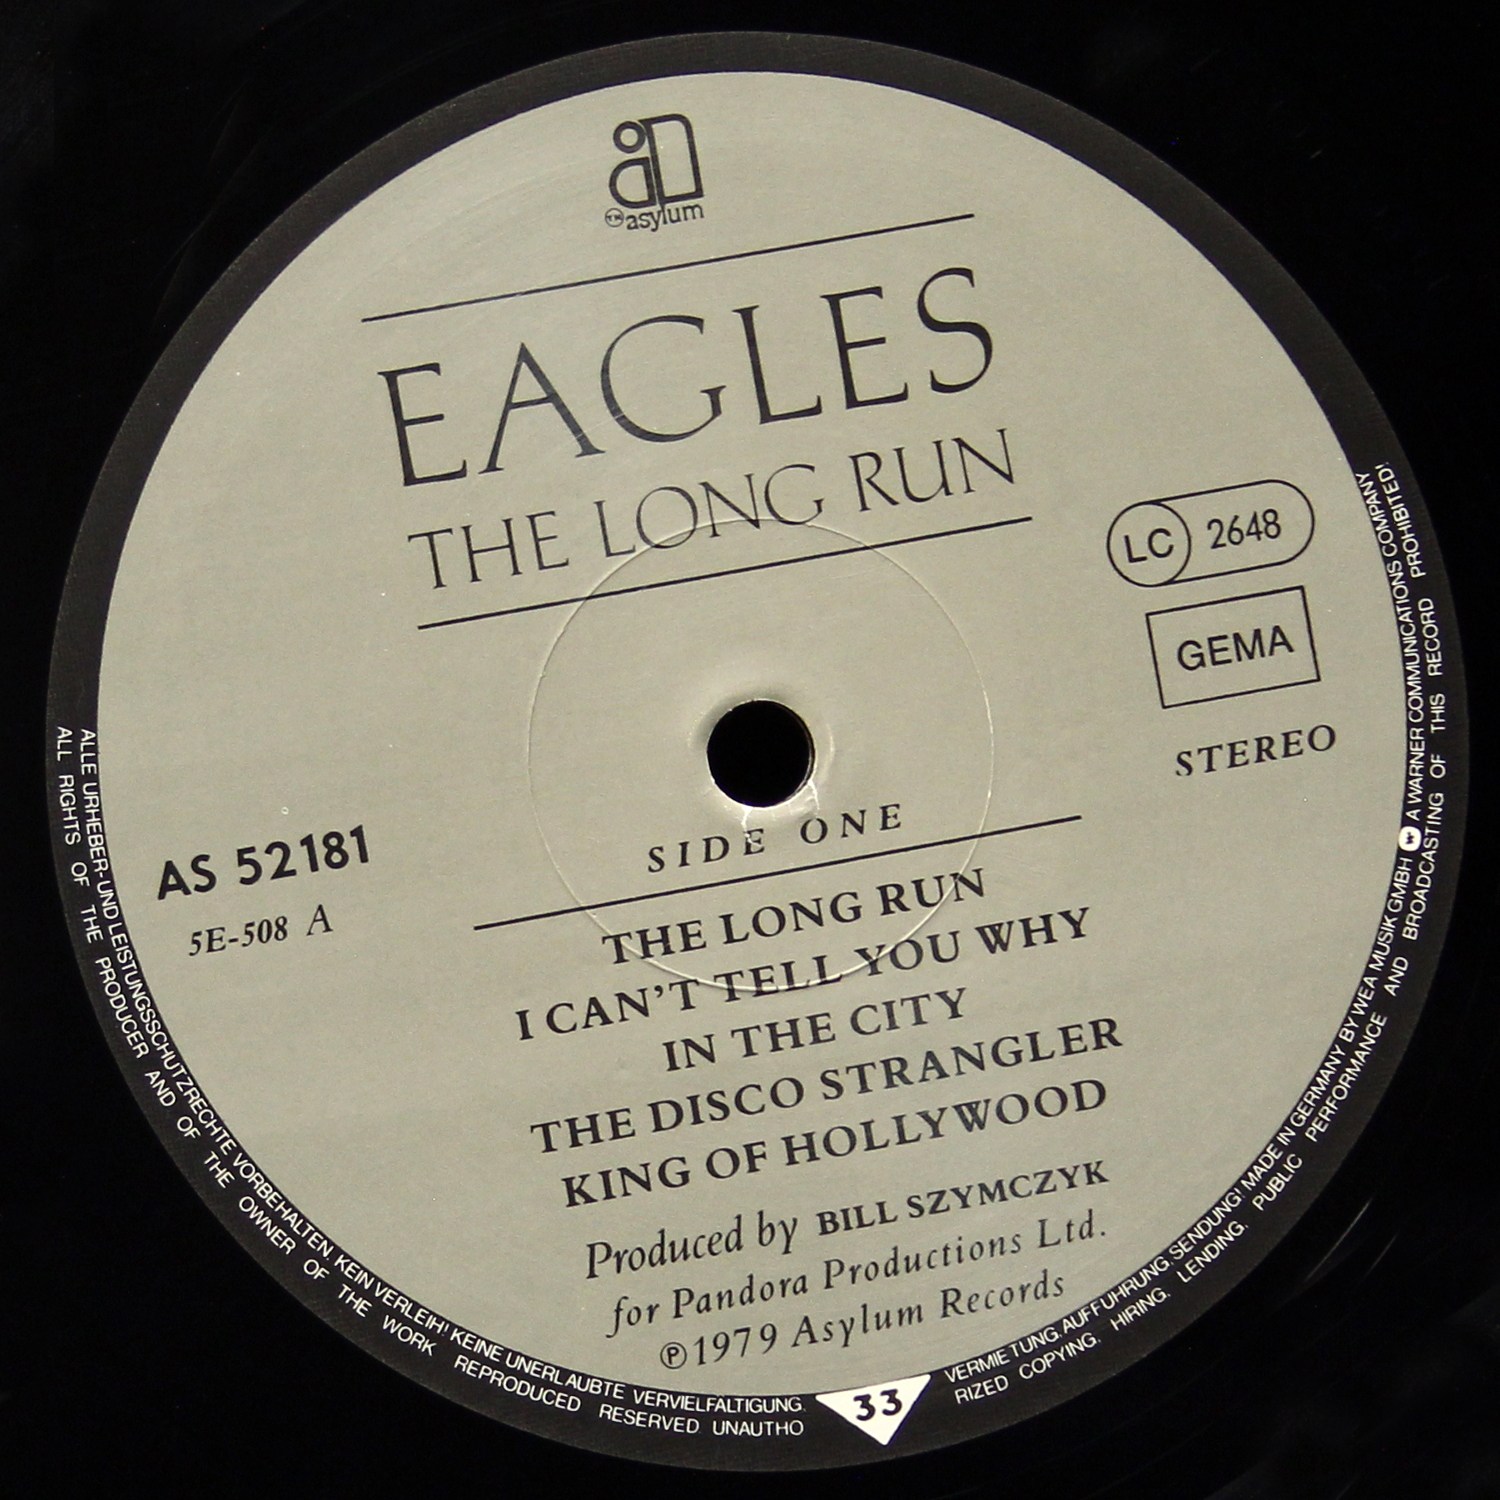 TM asylum
EAGLES
THE LONG RUN
LC 2648
GEMA
STEREO
AS 52181
5E-508 A
SIDE ONE
THE LONG RUN
I CAN'T TELL YOU WHY
IN THE CITY
THE DISCO STRANGLER
KING OF HOLLYWOOD
Produced by BILL SZYMCZYK
for Pandora Productions Ltd.
℗1979 Asylum Records
33
ALLE URHEBER- UND LEISTUNGSSCHUTZRECHTE VORBEHALTEN. KEIN VERLEIH! KEINE UNERLAUBTE VERVIELFÄLTIGUNG. VERMIETUNG. AUFFÜHRUNG. SENDUNG! MADE IN GERMANY BY WEA MUSIK GMBH A WARNER COMMUNICATIONS COMPANY
ALL RIGHTS OF THE PRODUCER AND OF THE OWNER OF THE WORK REPRODUCED RESERVED UNAUTHO RIZED COPYING. HIRING. LENDING. PUBLIC PERFORMANCE AND BROADCASTING OF THIS RECORD PROHIBITED!